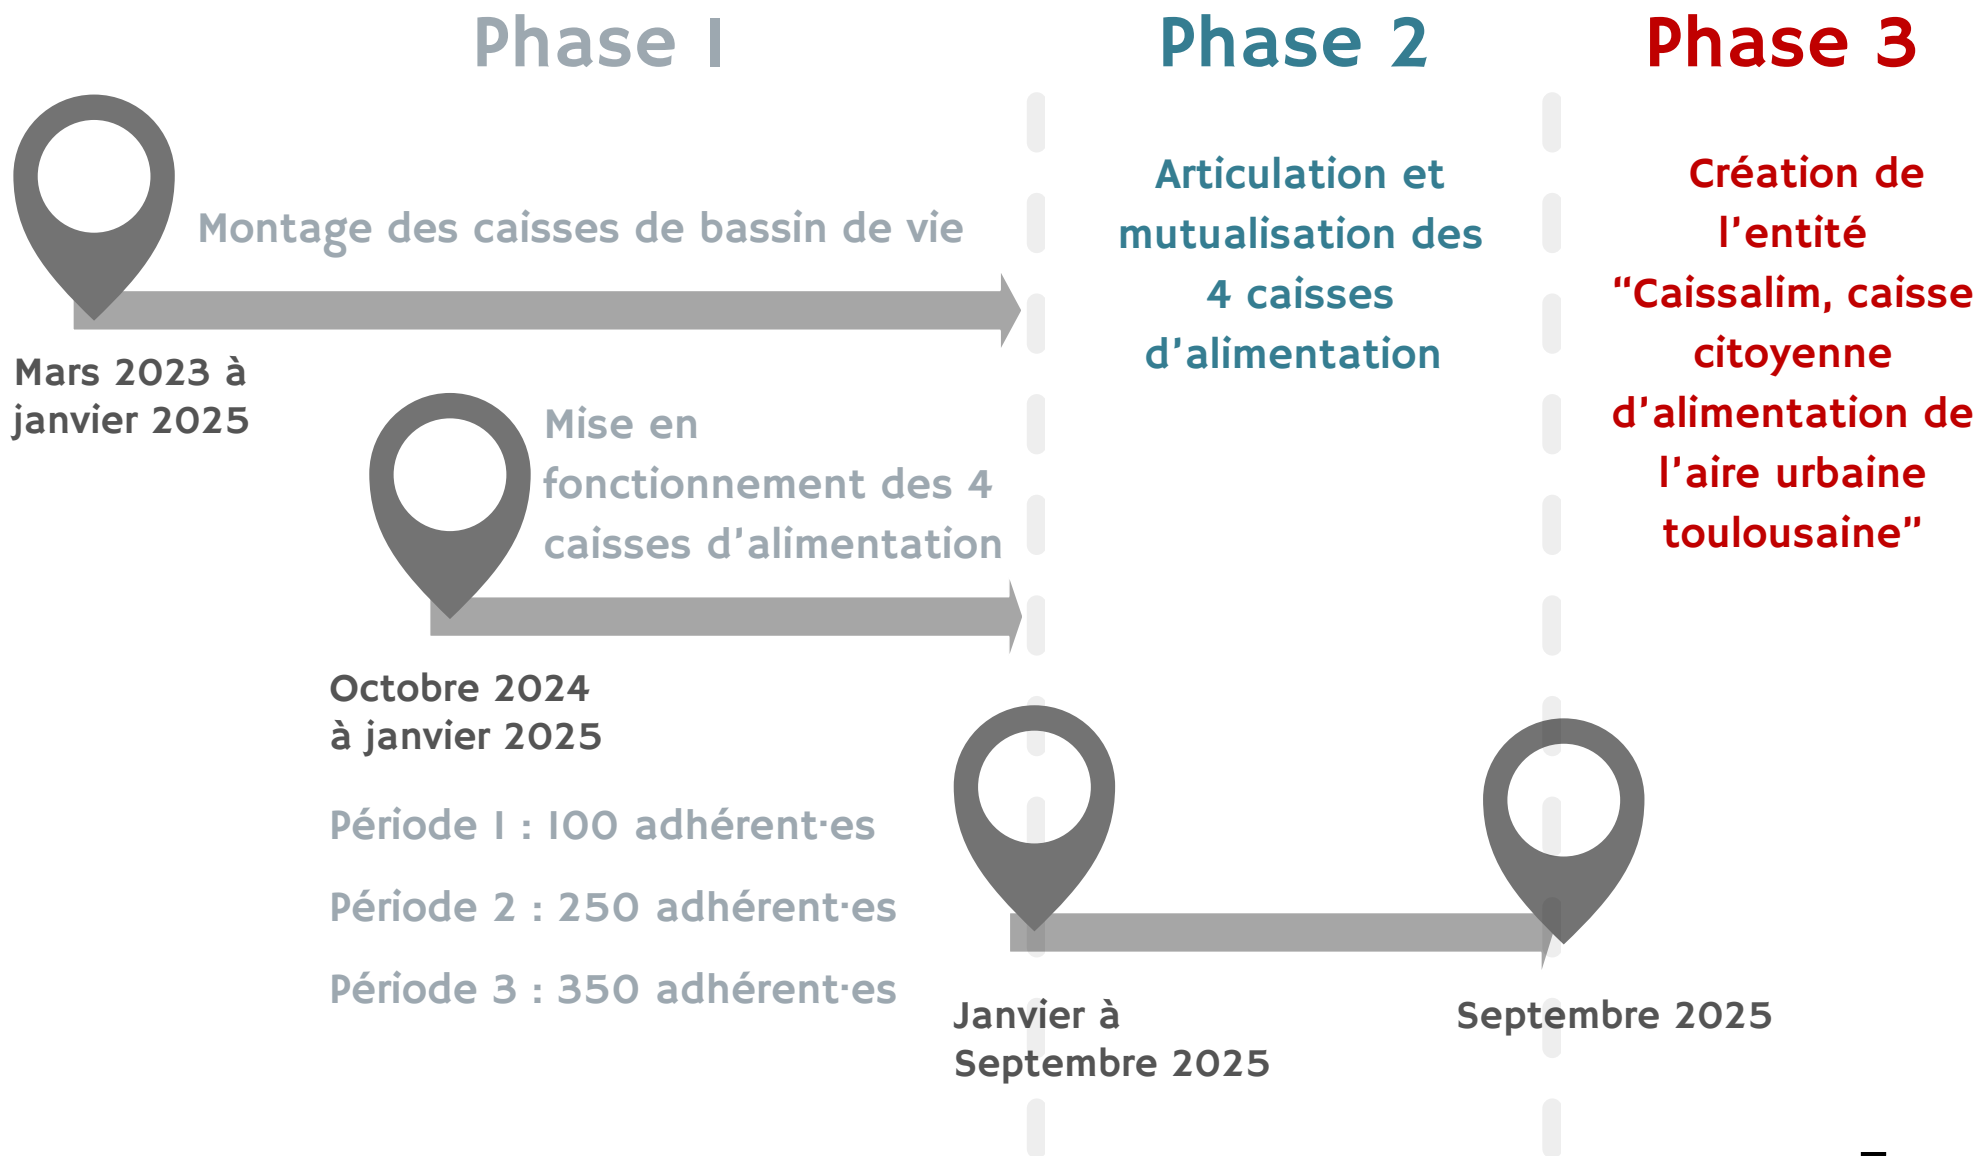 Phase 1
Montage des caisses de bassin de vie
Mars 2023 à
janvier 2025
Mise en
fonctionnement des 4
caisses d’alimentation
Octobre 2024
à janvier 2025
Période 1 : 100 adhérent·es
Période 2 : 250 adhérent·es
Période 3 : 350 adhérent·es
Phase 2
Articulation et
mutualisation des
4 caisses
d’alimentation
Janvier à
Septembre 2025
Phase 3
Création de
l’entité
“Caissalim, caisse
citoyenne
d’alimentation de
l’aire urbaine
toulousaine”
Septembre 2025